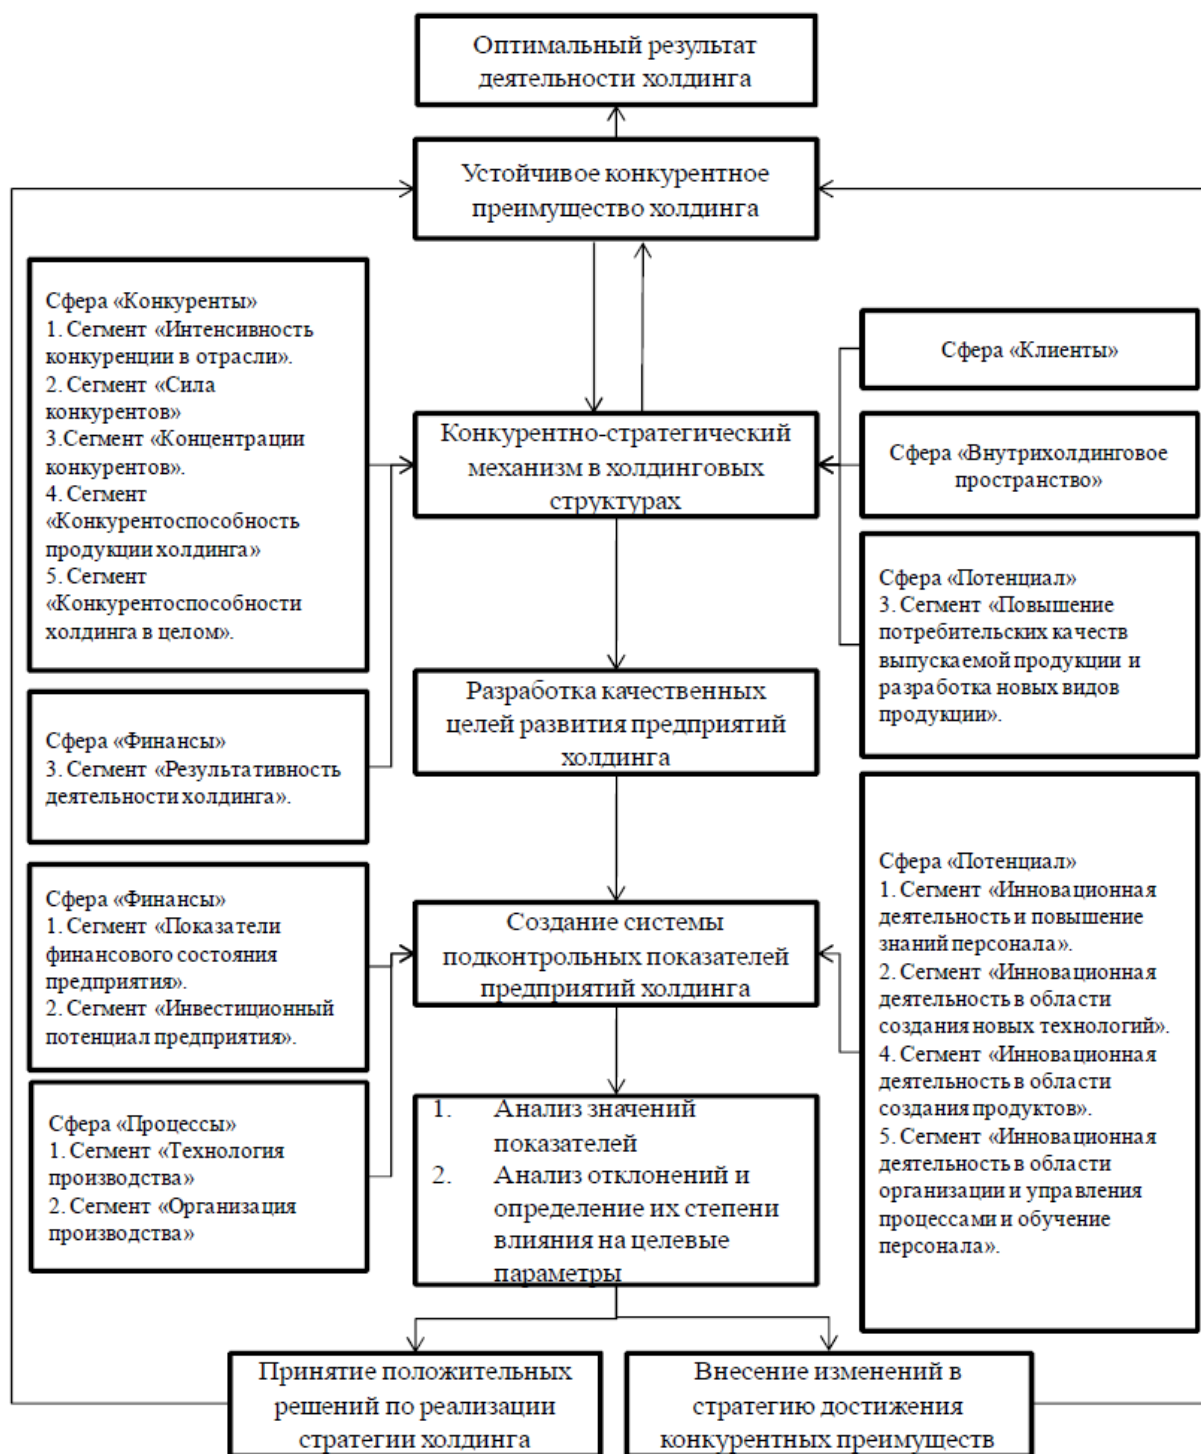 Оптимальный результат
деятельности холдинга
Устойчивое конкурентное
преимущество холдинга
Сфера «Конкуренты»
1. Сегмент «Интенсивность
конкуренции в отрасли».
2. Сегмент «Сила
конкурентов»
3.Сегмент «Концентрации
конкурентов».
4. Сегмент
«Конкурентоспособность
продукции холдинга»
5. Сегмент
«Конкурентоспособности
холдинга в целом».
Сфера «Клиенты»
Конкурентно-стратегический
механизм в холдинговых
структурах
Сфера «Внутрихолдинговое
пространство»
Сфера «Потенциал»
3. Сегмент «Повышение
потребительских качеств
выпускаемой продукции и
разработка новых видов
продукции».
Разработка качественных
целей развития предприятий
холдинга
Сфера «Финансы»
3. Сегмент «Результативность
деятельности холдинга».
Сфера «Финансы»
1. Сегмент «Показатели
финансового состояния
предприятия».
2. Сегмент «Инвестиционный
потенциал предприятия».
Создание системы
подконтрольных показателей
предприятий холдинга
Сфера «Потенциал»
1. Сегмент «Инновационная
деятельность и повышение
знаний персонала».
2. Сегмент «Инновационная
деятельность в области
создания новых технологий».
4. Сегмент «Инновационная
деятельность в области
создания продуктов».
5. Сегмент «Инновационная
деятельность в области
организации и управления
процессами и обучение
персонала».
Сфера «Процессы»
1. Сегмент «Технология
производства»
2. Сегмент «Организация
производства»
1. Анализ значений
показателей
2. Анализ отклонений и
определение их степени
влияния на целевые
параметры
Принятие положительных
решений по реализации
стратегии холдинга
Внесение изменений в
стратегию достижения
конкурентных преимуществ